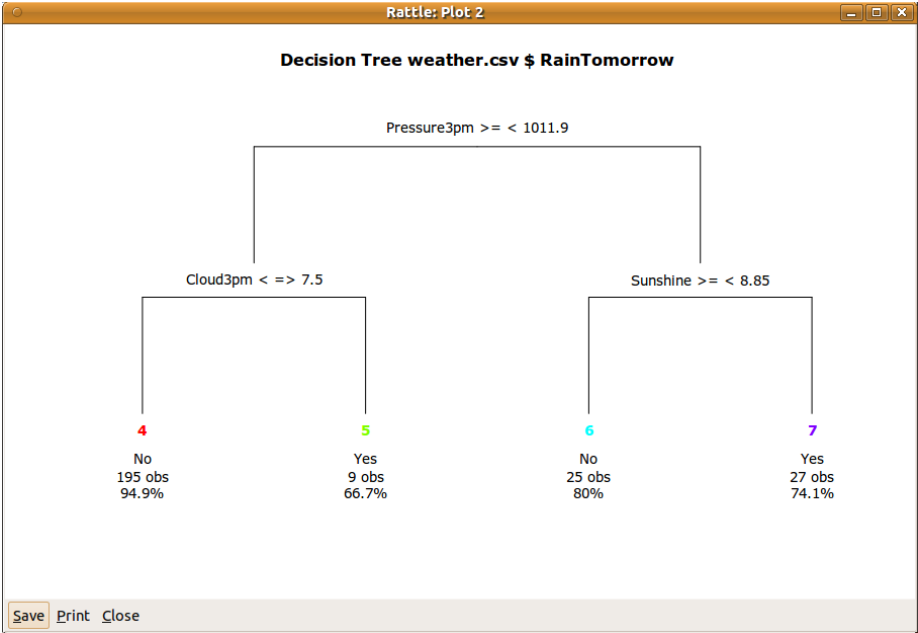 Rattle: Plot 2
Decision Tree weather.csv $ RainTomorrow
Pressure3pm >= < 1011.9
Cloud3pm < => 7.5
Sunshine >= < 8.85
4
5
6
7
No
Yes
No
Yes
195 obs
9 obs
25 obs
27 obs
94.9%
66.7%
80%
74.1%
Save Print Close